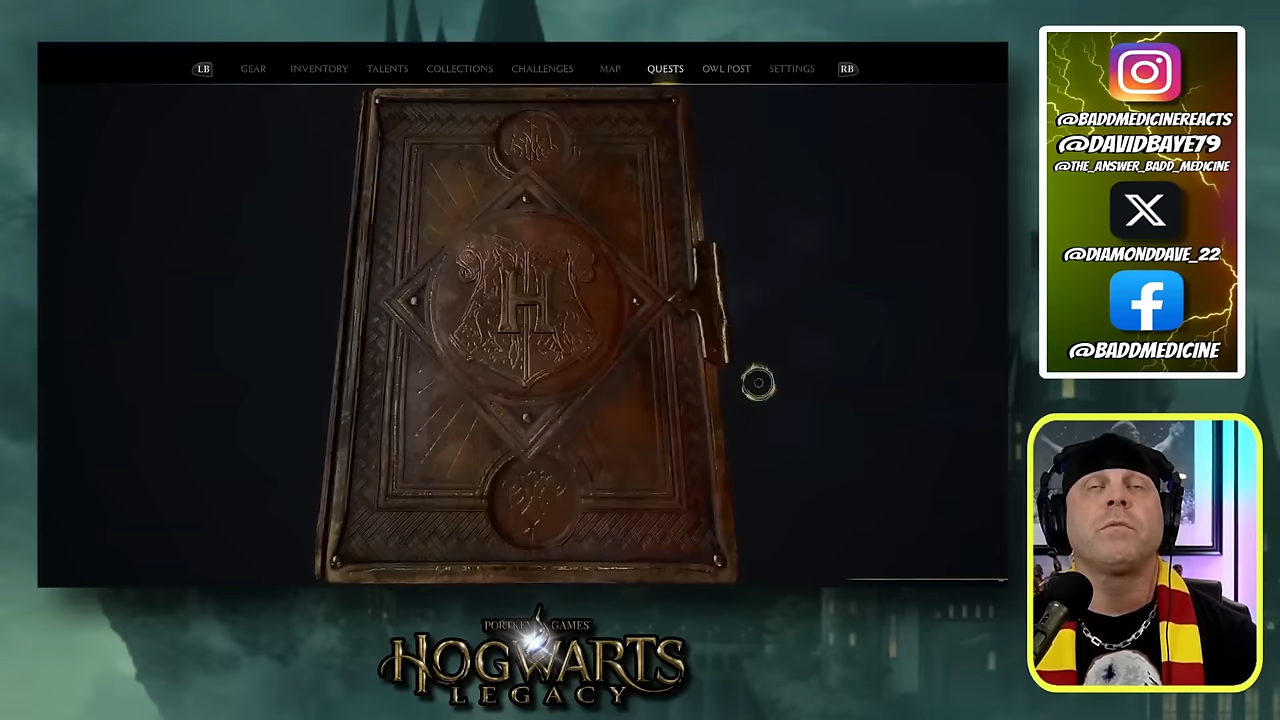 LB GEAR INVENTORY TALENTS COLLECTIONS CHALLENGES MAP QUESTS OWL POST SETTINGS RB
H
PORTKEY GAMES
HOGWARTS
LEGACY
@BADDMEDICINEREACTS
@DAVIDBAYE79
@THE_ANSWER_BADD_MEDICINE
@DIAMONDDAVE_22
@BADDMEDICINE